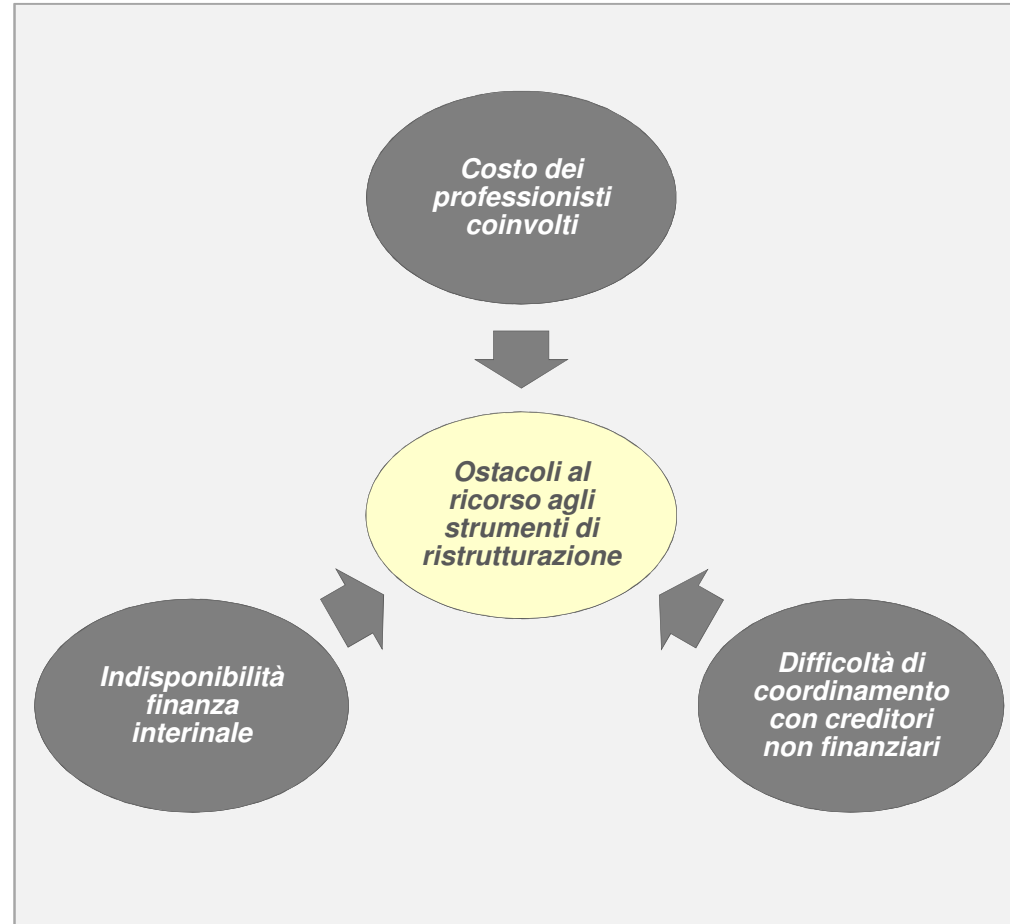 Costo dei
professionisti
coinvolti
Ostacoli al
ricorso agli
strumenti di
ristrutturazione
Indisponibilità
finanza
interinale
Difficoltà di
coordinamento
con creditori
non finanziari